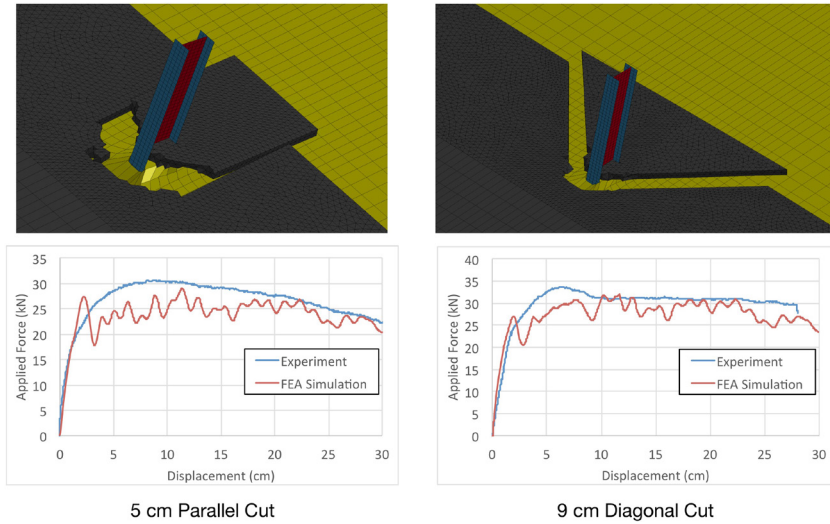 35
30
25
20
15
10
5
0
Applied Force (kN)
Experiment
FEA Simulation
0 5 10 15 20 25 30
Displacement (cm)
5 cm Parallel Cut
40
35
30
25
20
15
10
5
0
Applied Force (kN)
Experiment
FEA Simulation
0 5 10 15 20 25 30
Displacement (cm)
9 cm Diagonal Cut